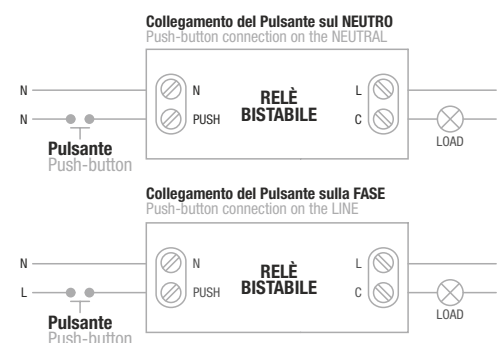 Collegamento del Pulsante sul NEUTRO
Push-button connection on the NEUTRAL
N N RELÈ BISTABILE L
N PUSH C
Pulsante LOAD
Push-button
Collegamento del Pulsante sulla FASE
Push-button connection on the LINE
N N RELÈ BISTABILE L
L PUSH C
Pulsante LOAD
Push-button